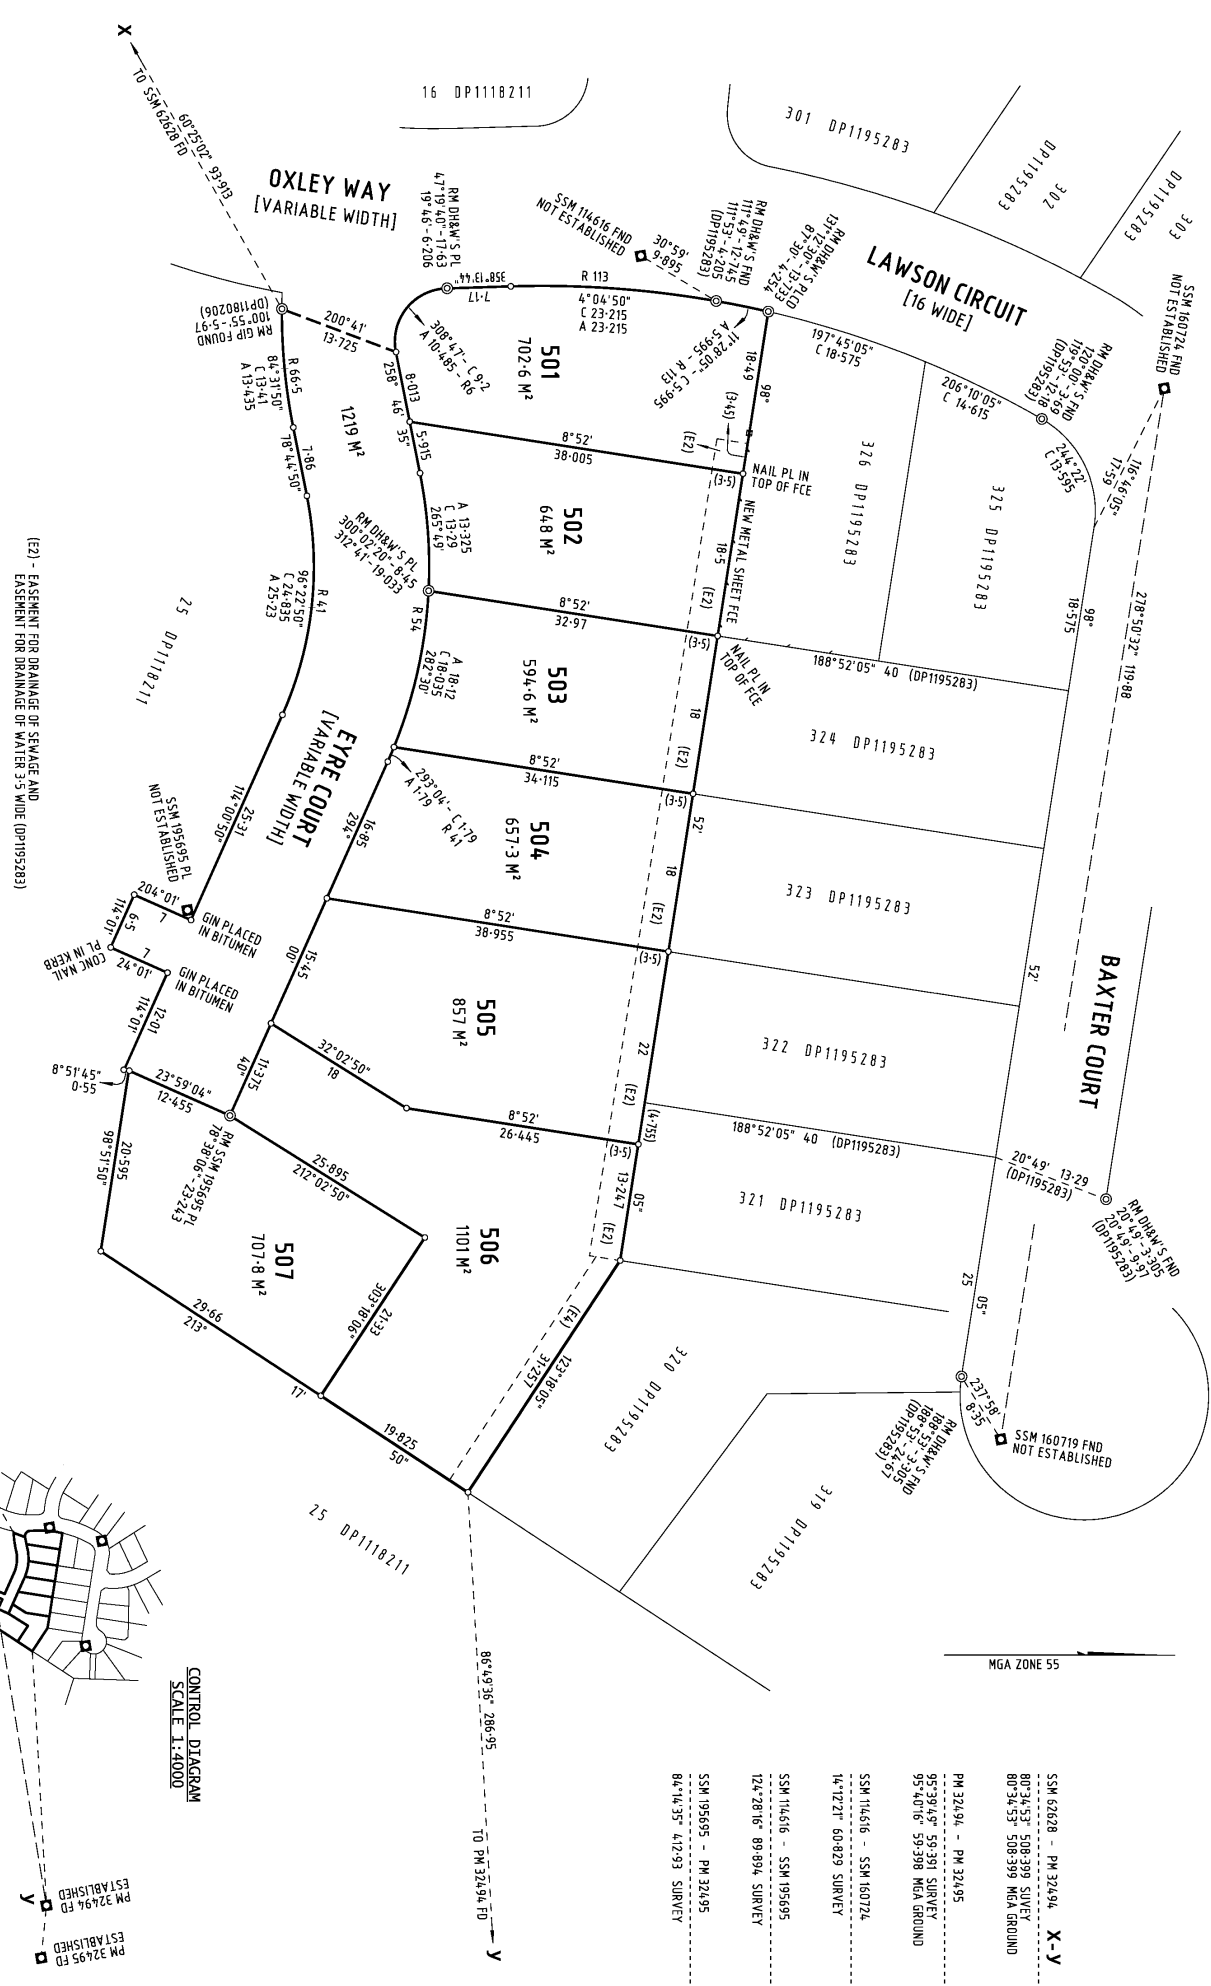 X
TO SSM 62628 FD
60°25'02" 93·913
16 DP1118211
OXLEY WAY
[VARIABLE WIDTH]
301 DP1195283
302
DP1195283
303
DP1195283
LAWSON CIRCUIT
[16 WIDE]
SSM 160724 FND
NOT ESTABLISHED
SSM 114616 FND
NOT ESTABLISHED
30°59'
9·895
RM DH&W'S PL
47°19'40"-17·63
19°46'-6·206
RM DH&W'S FND
111°49'-12·745
111°53'-4·205
(DP1195283)
RM DH&W'S PLCD
131°12'30"-13·733
87°30'-4·254
RM DH&W'S FND
120°00'-3·69
119°53'-12·18
(DP1195283)
RM GIP FOUND
100°55'-5·97
(DP1180206)
200°41'
13·725
358°13'44"
7·17
R 113
4°04'50"
C 23·215
A 23·215
11°28'05"-C 5·995
A 5·995 - R 113
308°47'-C 9·2
A 10·485 - R6
197°45'05"
C 18·575
206°10'05"
C 14·615
244°22'
C 13·595
116°46'05"
17·59
278°50'32" 119·88
501
702·6 M²
18·49
98°
(3·45)
(E2)
8·013
258°
46'
35"
5·915
8°52'
38·005
(3·5)
NAIL PL IN
TOP OF FCE
NEW METAL SHEET FCE
326 DP1195283
325 DP1195283
98°
18·575
R 66·5
84°31'50"
C 13·41
A 13·435
7·86
78°44'50"
1219 M²
A 13·325
C 13·29
265°49'
502
648 M²
18·5
(E2)
RM DH&W'S PL
300°02'20"-8·45
312°41'-19·033
R 54
A 18·12
C 18·035
282°30'
8°52'
32·97
(3·5)
NAIL PL IN
TOP OF FCE
188°52'05" 40 (DP1195283)
R 41
96°22'50"
C 24·835
A 25·23
503
594·6 M²
18
(E2)
324 DP1195283
25 DP1118211
EYRE COURT
[VARIABLE WIDTH]
8°52'
34·115
(3·5)
293°04'-C 1·79
A 1·79
R 41
16·85
294°
504
657·3 M²
52'
18
(E2)
323 DP1195283
25·31
114°00'50"
SSM 195695 PL
NOT ESTABLISHED
8°52'
38·955
(3·5)
204°01'
7
6·5
114°01'
7
24°01'
CONC NAIL
PL IN KERB
GIN PLACED
IN BITUMEN
GIN PLACED
IN BITUMEN
15·45
00'
505
857 M²
22
(E2)
52'
322 DP1195283
BAXTER COURT
12·01
114°01'
11·375
40"
32°02'50"
18
8°52'
26·445
(3·5)
(4·755)
188°52'05" 40 (DP1195283)
20°49' 13·29
(DP1195283)
RM DH&W'S FND
20°49'-3·305
20°49'-9·97
(DP1195283)
8°51'45"
0·55
23°59'04"
12·455
RM SSM 195695 PL
78°38'06"-23·243
20·595
98°51'50"
25·895
212°02'50"
506
1101 M²
13·247
05"
(E2)
321 DP1195283
507
707·8 M²
21·33
303°18'06"
29·66
213°
17'
19·825
50"
(E4)
123°18'05"
31·257
25
05"
320 DP1195283
237°58'
8·35
SSM 160719 FND
NOT ESTABLISHED
RM DH&W'S FND
188°53'-3·305
188°53'-24·67
(DP1195283)
319 DP1195283
25 DP1118211
(E2) - EASEMENT FOR DRAINAGE OF SEWAGE AND
EASEMENT FOR DRAINAGE OF WATER 3·5 WIDE (DP1195283)
86°49'36" 286·95
TO PM 32494 FD
y
MGA ZONE 55
CONTROL DIAGRAM
SCALE 1:4000
y
PM 32494 FD
ESTABLISHED
PM 32495 FD
ESTABLISHED
SSM 62628 - PM 32494 X-y
80°34'53" 508·399 SUVEY
80°34'53" 508·399 MGA GROUND
PM 32494 - PM 32495
95°39'49" 59·391 SURVEY
95°40'16" 59·398 MGA GROUND
SSM 114616 - SSM 160724
14°12'21" 60·829 SURVEY
SSM 114616 - SSM 195695
124°28'16" 89·894 SURVEY
SSM 195695 - PM 32495
84°14'35" 412·93 SURVEY